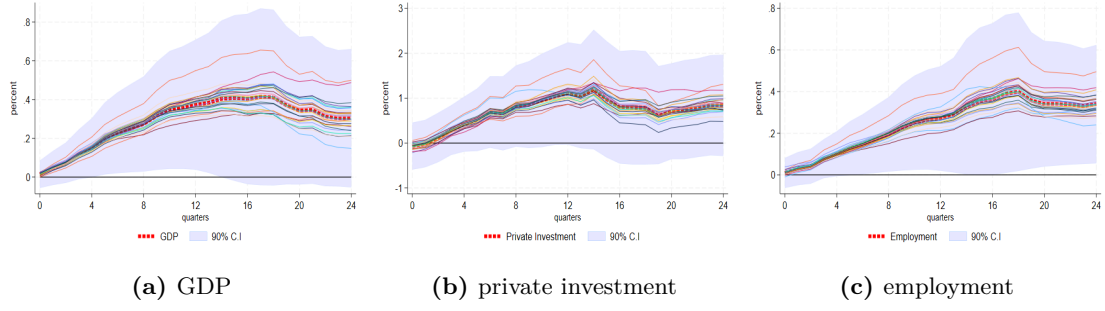 .8
.6
.4
.2
0
percent
0 4 8 12 16 20 24
quarters
GDP 90% C.I
(a) GDP
3
2
1
0
-1
percent
0 4 8 12 16 20 24
quarters
Private Investment 90% C.I
(b) private investment
.8
.6
.4
.2
0
percent
0 4 8 12 16 20 24
quarters
Employment 90% C.I
(c) employment